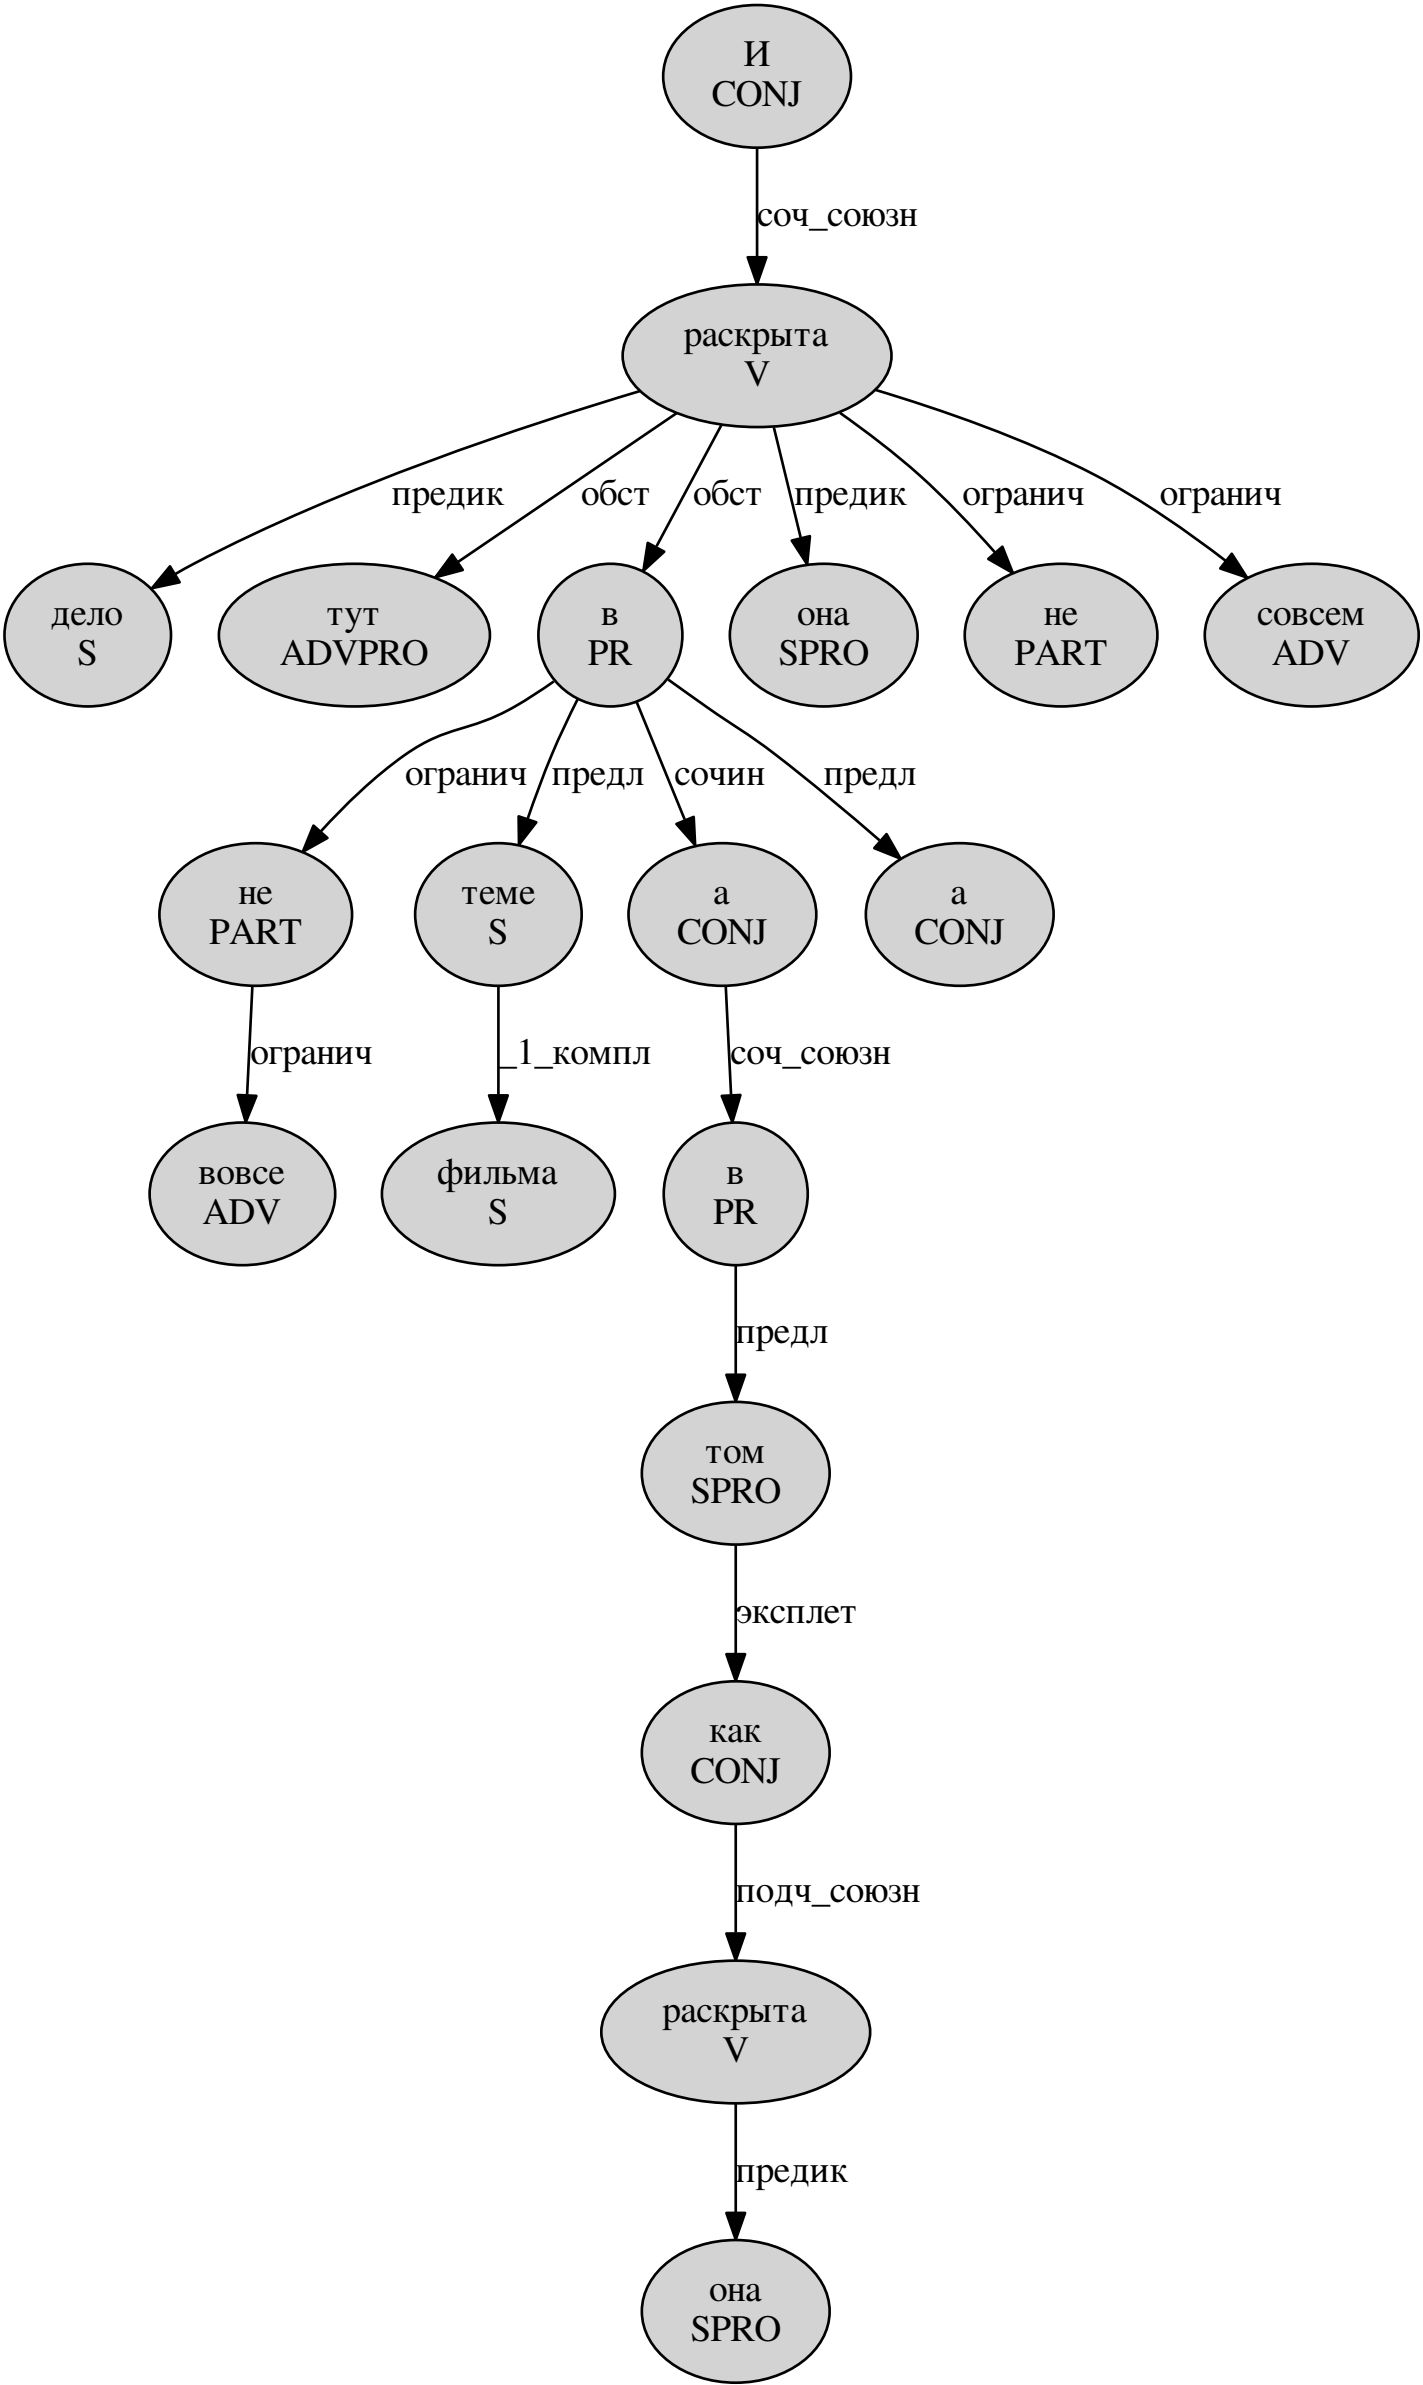 И
CONJ
соч_союзн
раскрыта
V
предик
обст
обст
предик
огранич
огранич
дело
S
тут
ADVPRO
в
PR
она
SPRO
не
PART
совсем
ADV
огранич
предл
сочин
предл
не
PART
теме
S
а
CONJ
а
CONJ
огранич
_1_компл
соч_союзн
вовсе
ADV
фильма
S
в
PR
предл
том
SPRO
эксплет
как
CONJ
подч_союзн
раскрыта
V
предик
она
SPRO